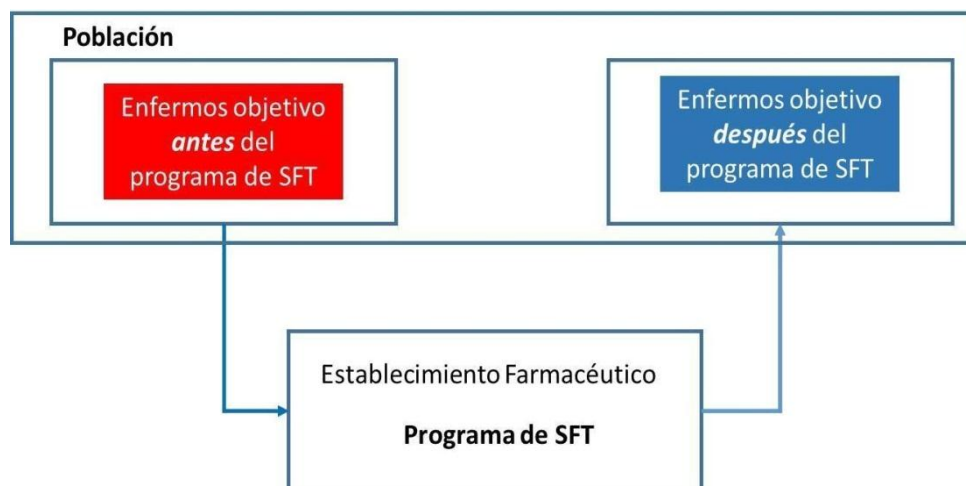 Población
Enfermos objetivo
antes del
programa de SFT
Enfermos objetivo
después del
programa de SFT
Establecimiento Farmacéutico
Programa de SFT